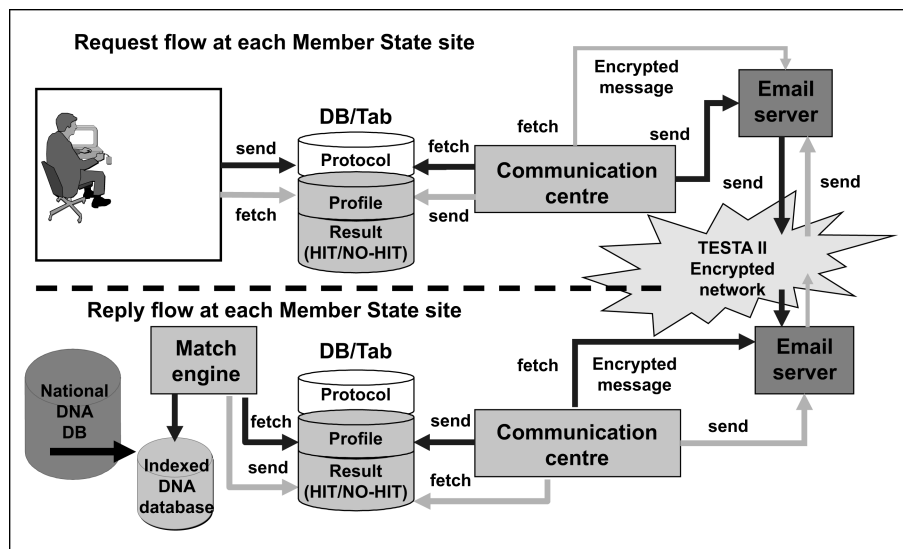 Request flow at each Member State site
Encrypted
message
Email
server
DB/Tab
fetch
send
send
Protocol
fetch
Communication
centre
send
send
Profile
fetch
send
Result
(HIT/NO-HIT)
TESTA II
Encrypted
network
Reply flow at each Member State site
Match
engine
DB/Tab
fetch
Encrypted
message
Email
server
National
DNA
DB
Protocol
fetch
send
Profile
Communication
centre
send
send
Result
(HIT/NO-HIT)
fetch
Indexed
DNA
database